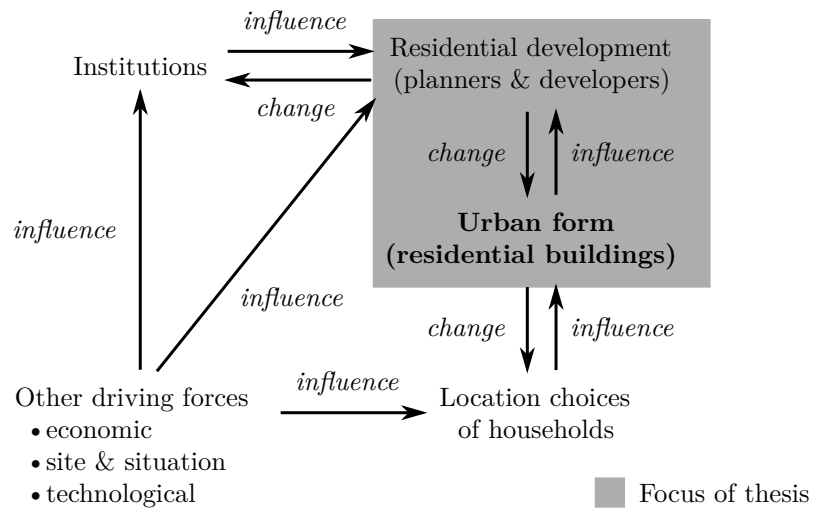 influence
Institutions
change
Residential development
(planners & developers)
change
influence
Urban form
(residential buildings)
influence
influence
change
influence
Other driving forces
• economic
• site & situation
• technological
influence
Location choices
of households
Focus of thesis